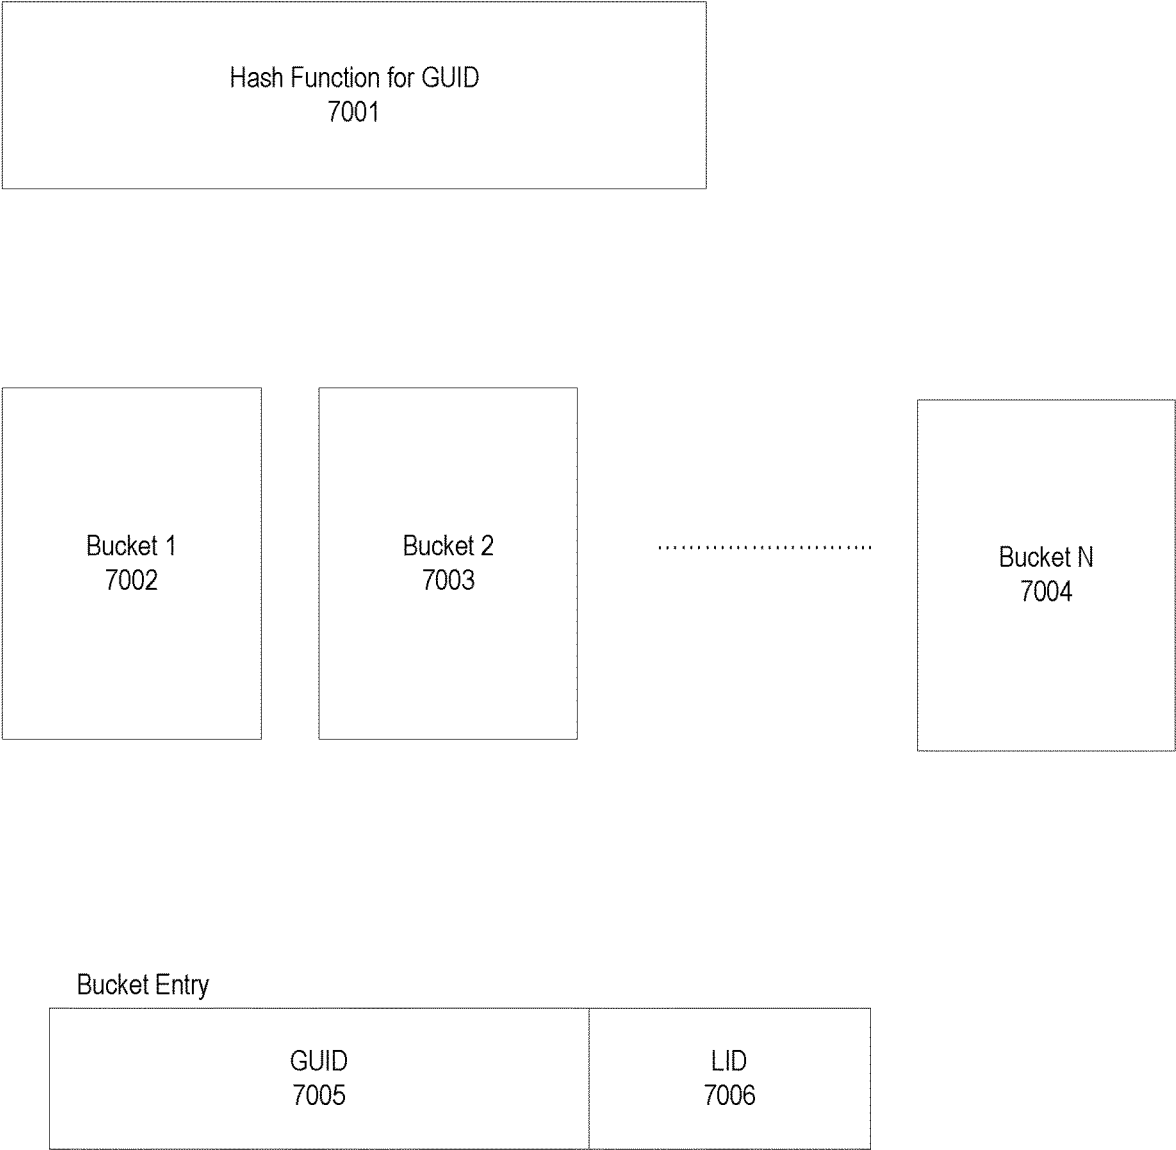 Hash Function for GUID
7001
Bucket 1
7002
Bucket 2
7003
Bucket N
7004
Bucket Entry
GUID
7005
LID
7006